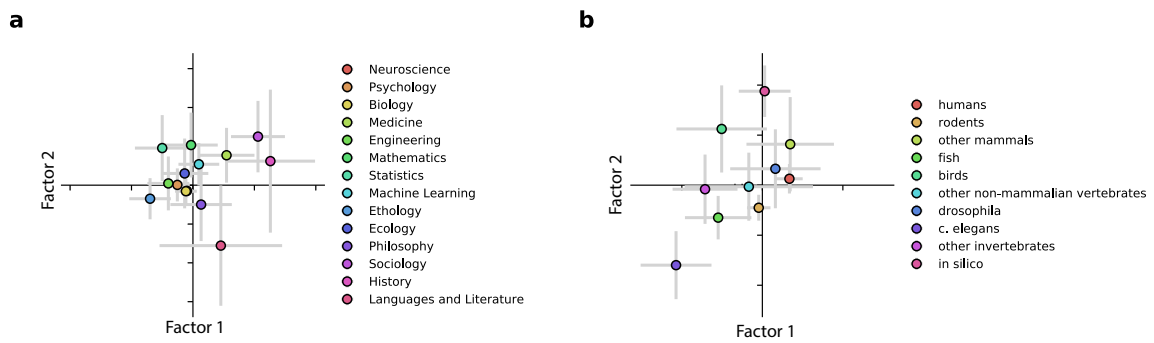 a
Factor 2
Factor 1
Neuroscience
Psychology
Biology
Medicine
Engineering
Mathematics
Statistics
Machine Learning
Ethology
Ecology
Philosophy
Sociology
History
Languages and Literature
b
Factor 2
Factor 1
humans
rodents
other mammals
fish
birds
other non-mammalian vertebrates
drosophila
c. elegans
other invertebrates
in silico